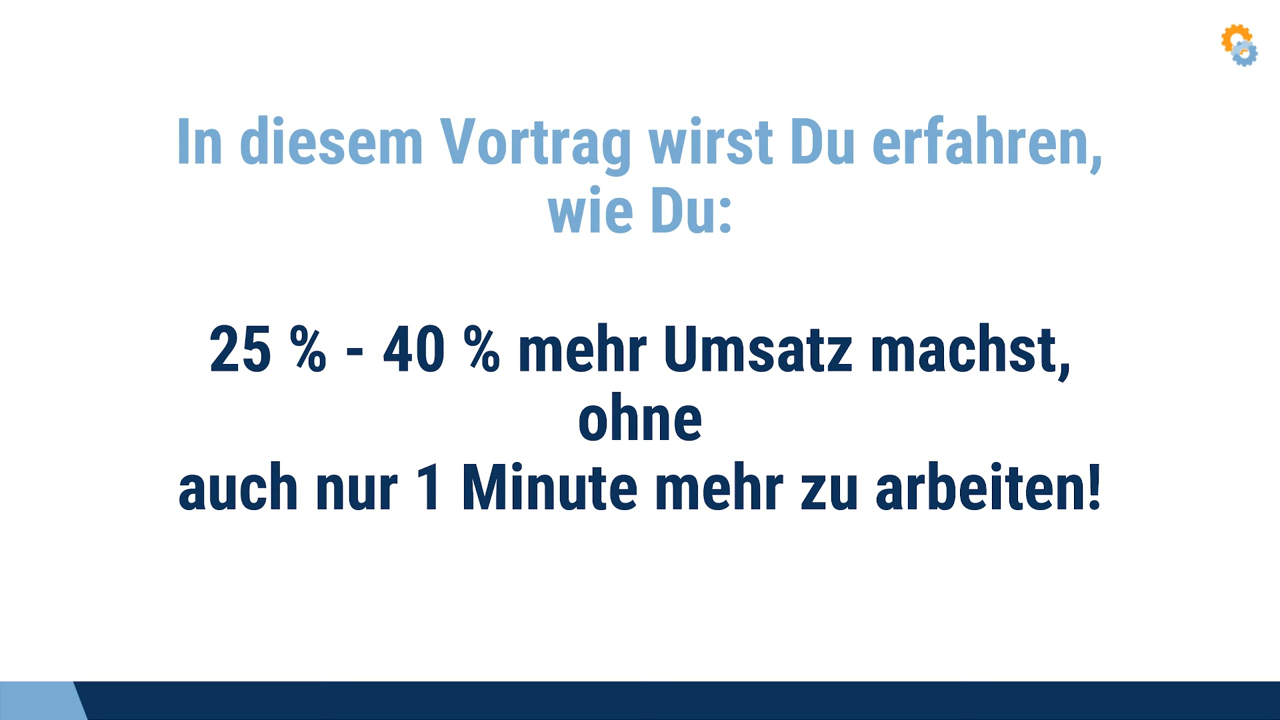 In diesem Vortrag wirst Du erfahren,
wie Du:
25 % - 40 % mehr Umsatz machst,
ohne
auch nur 1 Minute mehr zu arbeiten!